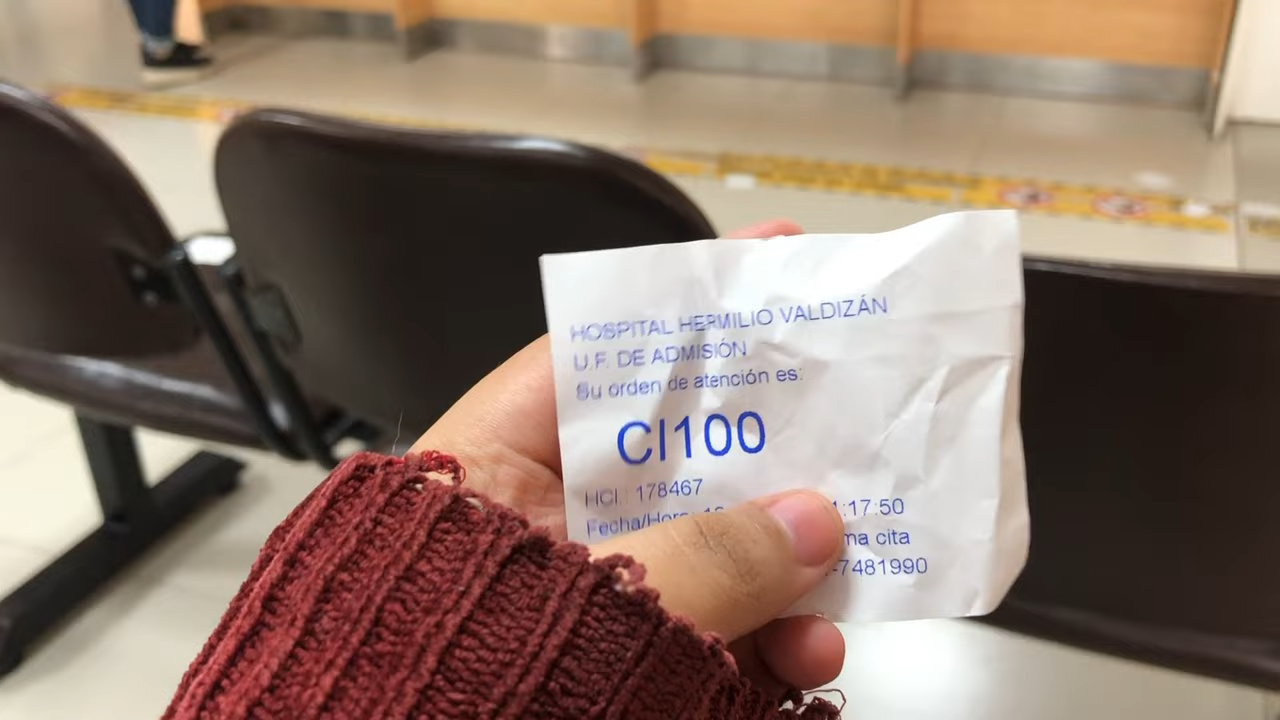 HOSPITAL HERMILIO VALDIZÁN
U.F. DE ADMISIÓN
Su orden de atención es:
CI100
HCl.: 178467
Fecha/Hora: 1:17:50
cita
-7481990